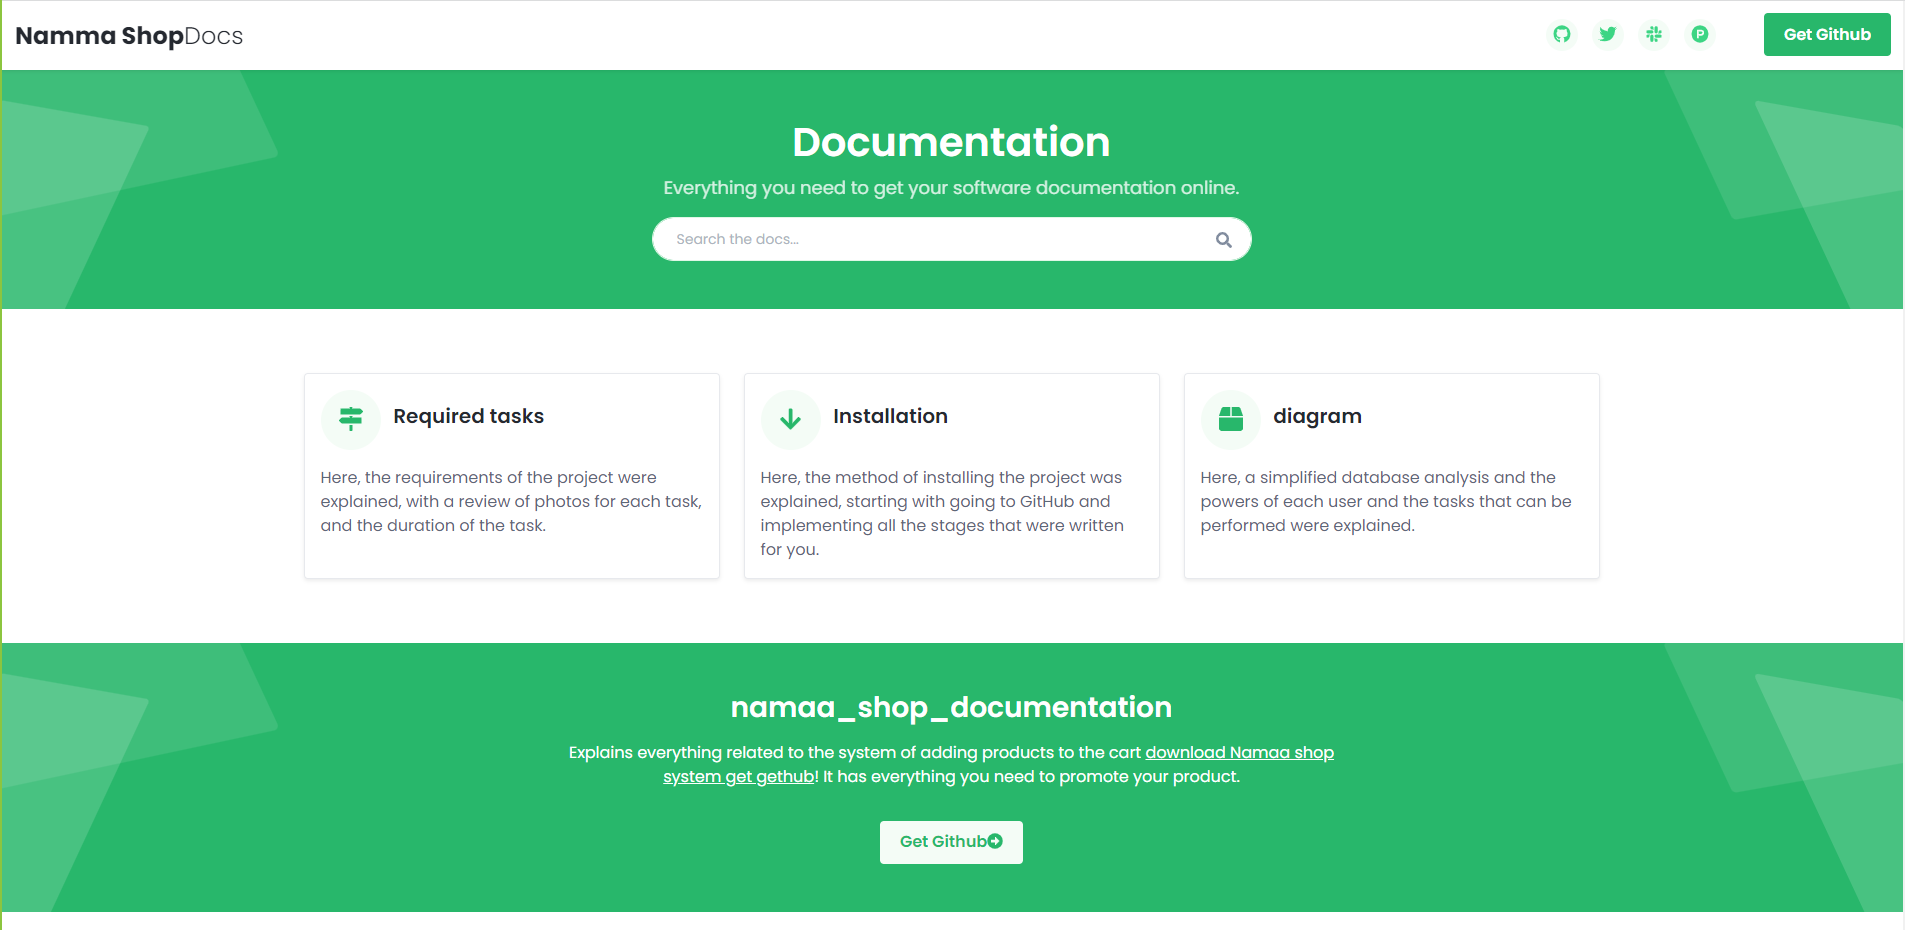 Namma ShopDocs
Get Github
Documentation
Everything you need to get your software documentation online.
Search the docs...
Required tasks
Here, the requirements of the project were
explained, with a review of photos for each task,
and the duration of the task.
Installation
Here, the method of installing the project was
explained, starting with going to GitHub and
implementing all the stages that were written
for you.
diagram
Here, a simplified database analysis and the
powers of each user and the tasks that can be
performed were explained.
namaa_shop_documentation
Explains everything related to the system of adding products to the cart download Namaa shop
system get gethub! It has everything you need to promote your product.
Get Github